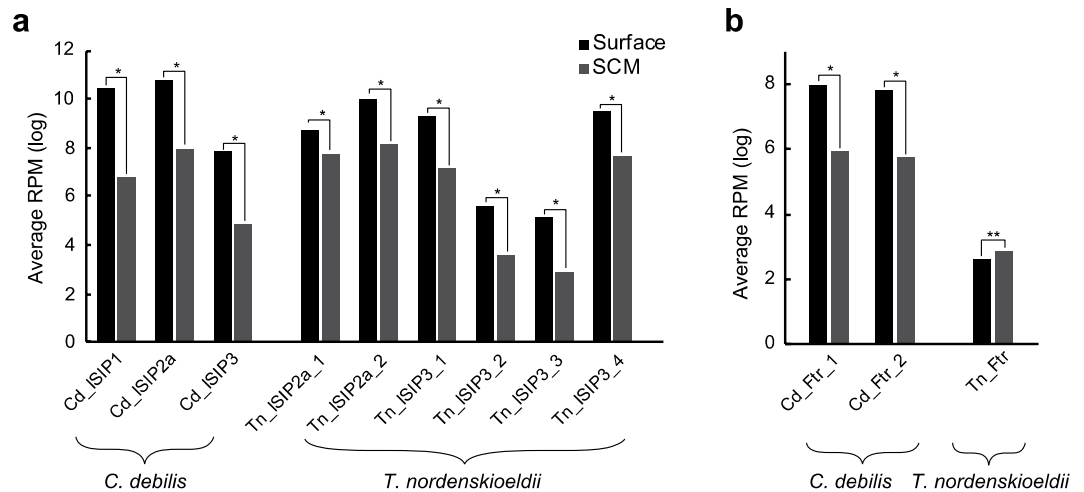 a
Average RPM (log)
12
10
8
6
4
2
0
Surface
SCM
*
*
*
*
*
*
*
*
*
Cd_ISIP1
Cd_ISIP2a
Cd_ISIP3
Tn_ISIP2a_1
Tn_ISIP2a_2
Tn_ISIP3_1
Tn_ISIP3_2
Tn_ISIP3_3
Tn_ISIP3_4
C. debilis
T. nordenskioeldii
b
Average RPM (log)
8
6
4
2
0
*
*
**
Cd_Ftr_1
Cd_Ftr_2
Tn_Ftr
C. debilis
T. nordenskioeldii